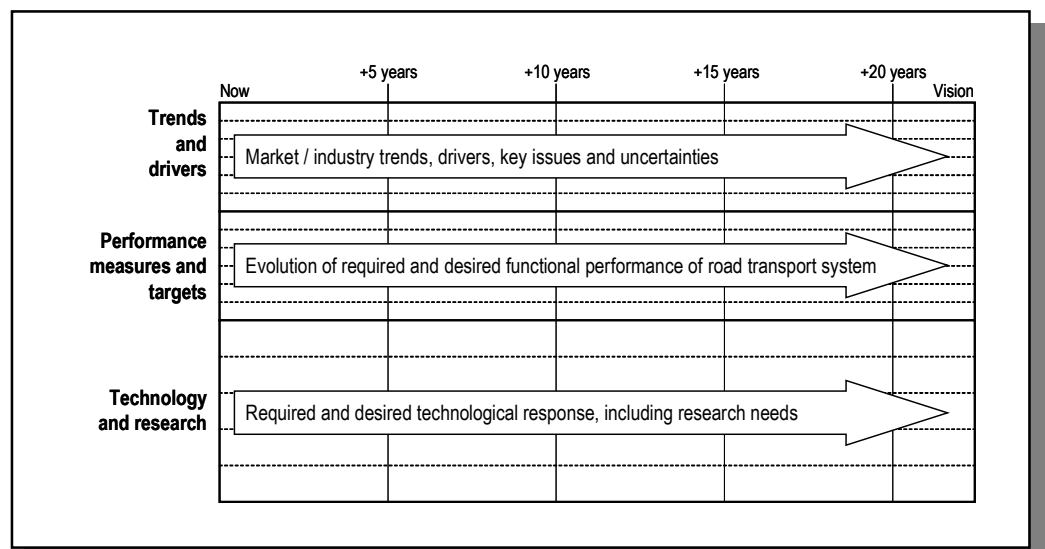 +5 years +10 years +15 years +20 years
Now Vision
Trends
and
drivers
Market / industry trends, drivers, key issues and uncertainties
Performance
measures and
targets
Evolution of required and desired functional performance of road transport system
Technology
and research
Required and desired technological response, including research needs